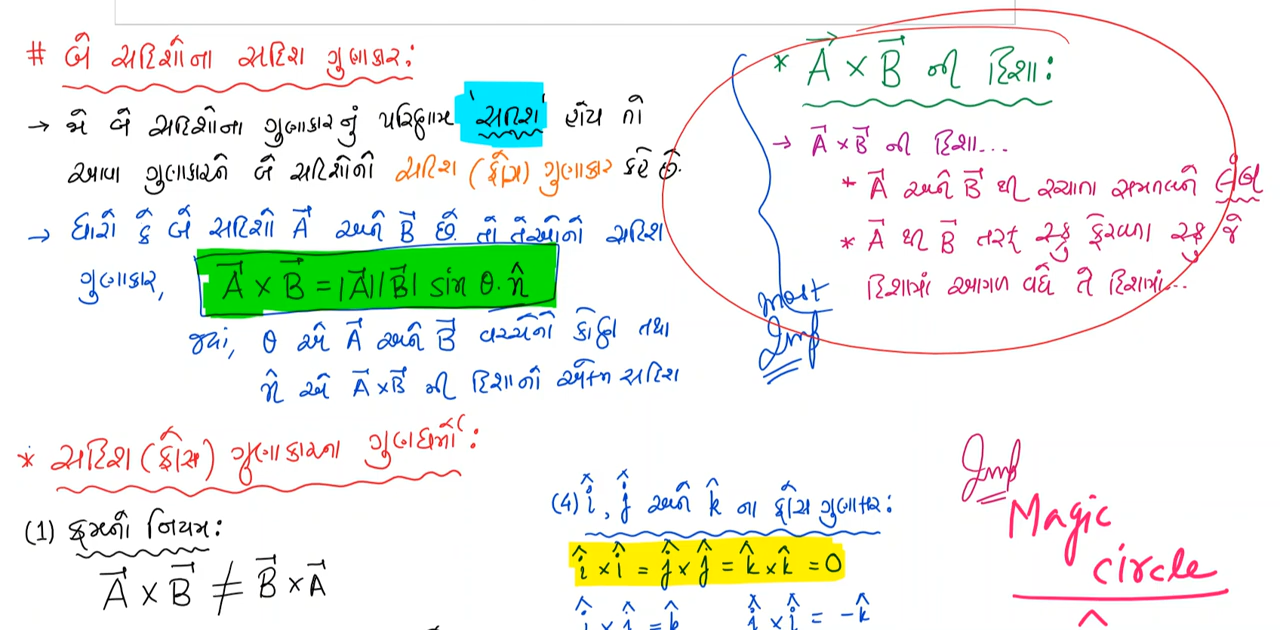 # બે સદિશોના સદિશ ગુણાકાર:
→ જો બે સદિશોના ગુણાકારનું પરિણામ 'સદિશ' હોય તો
આવા ગુણાકારને બે સદિશોનો સદિશ (ક્રોસ) ગુણાકાર કહે છે.
→ ધારો કે બે સદિશો A⃗ અને B⃗ છે. તો તેઓનો સદિશ
ગુણાકાર,
A⃗ × B⃗ = |A⃗| |B⃗| sin θ · n̂
જ્યાં, θ એ A⃗ અને B⃗ વચ્ચેનો કોણ તથા
n̂ એ A⃗×B⃗ ની દિશાનો એકમ સદિશ
* A⃗ × B⃗ ની દિશા:
→ A⃗ × B⃗ ની દિશા...
* A⃗ અને B⃗ થી રચાતા સમતલને લંબ
* A⃗ થી B⃗ તરફ સ્ક્રુ ફેરવતા સ્ક્રુ જે
દિશામાં આગળ વધે તે દિશામાં...
most
Imp
* સદિશ (ક્રોસ) ગુણાકારના ગુણધર્મો:
(1) ક્રમનો નિયમ:
A⃗ × B⃗ ≠ B⃗ × A⃗
(4) î, ĵ અને k̂ ના ક્રોસ ગુણાકાર:
î × î = ĵ × ĵ = k̂ × k̂ = 0
Imp
Magic
circle